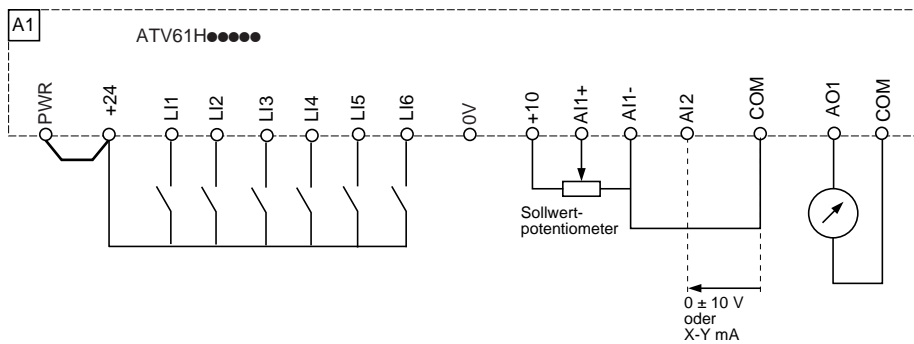 A1
ATV61H●●●●●
PWR
+24
LI1
LI2
LI3
LI4
LI5
LI6
0V
+10
AI1+
AI1-
AI2
COM
AO1
COM
Sollwert-
potentiometer
0 ± 10 V
oder
X-Y mA